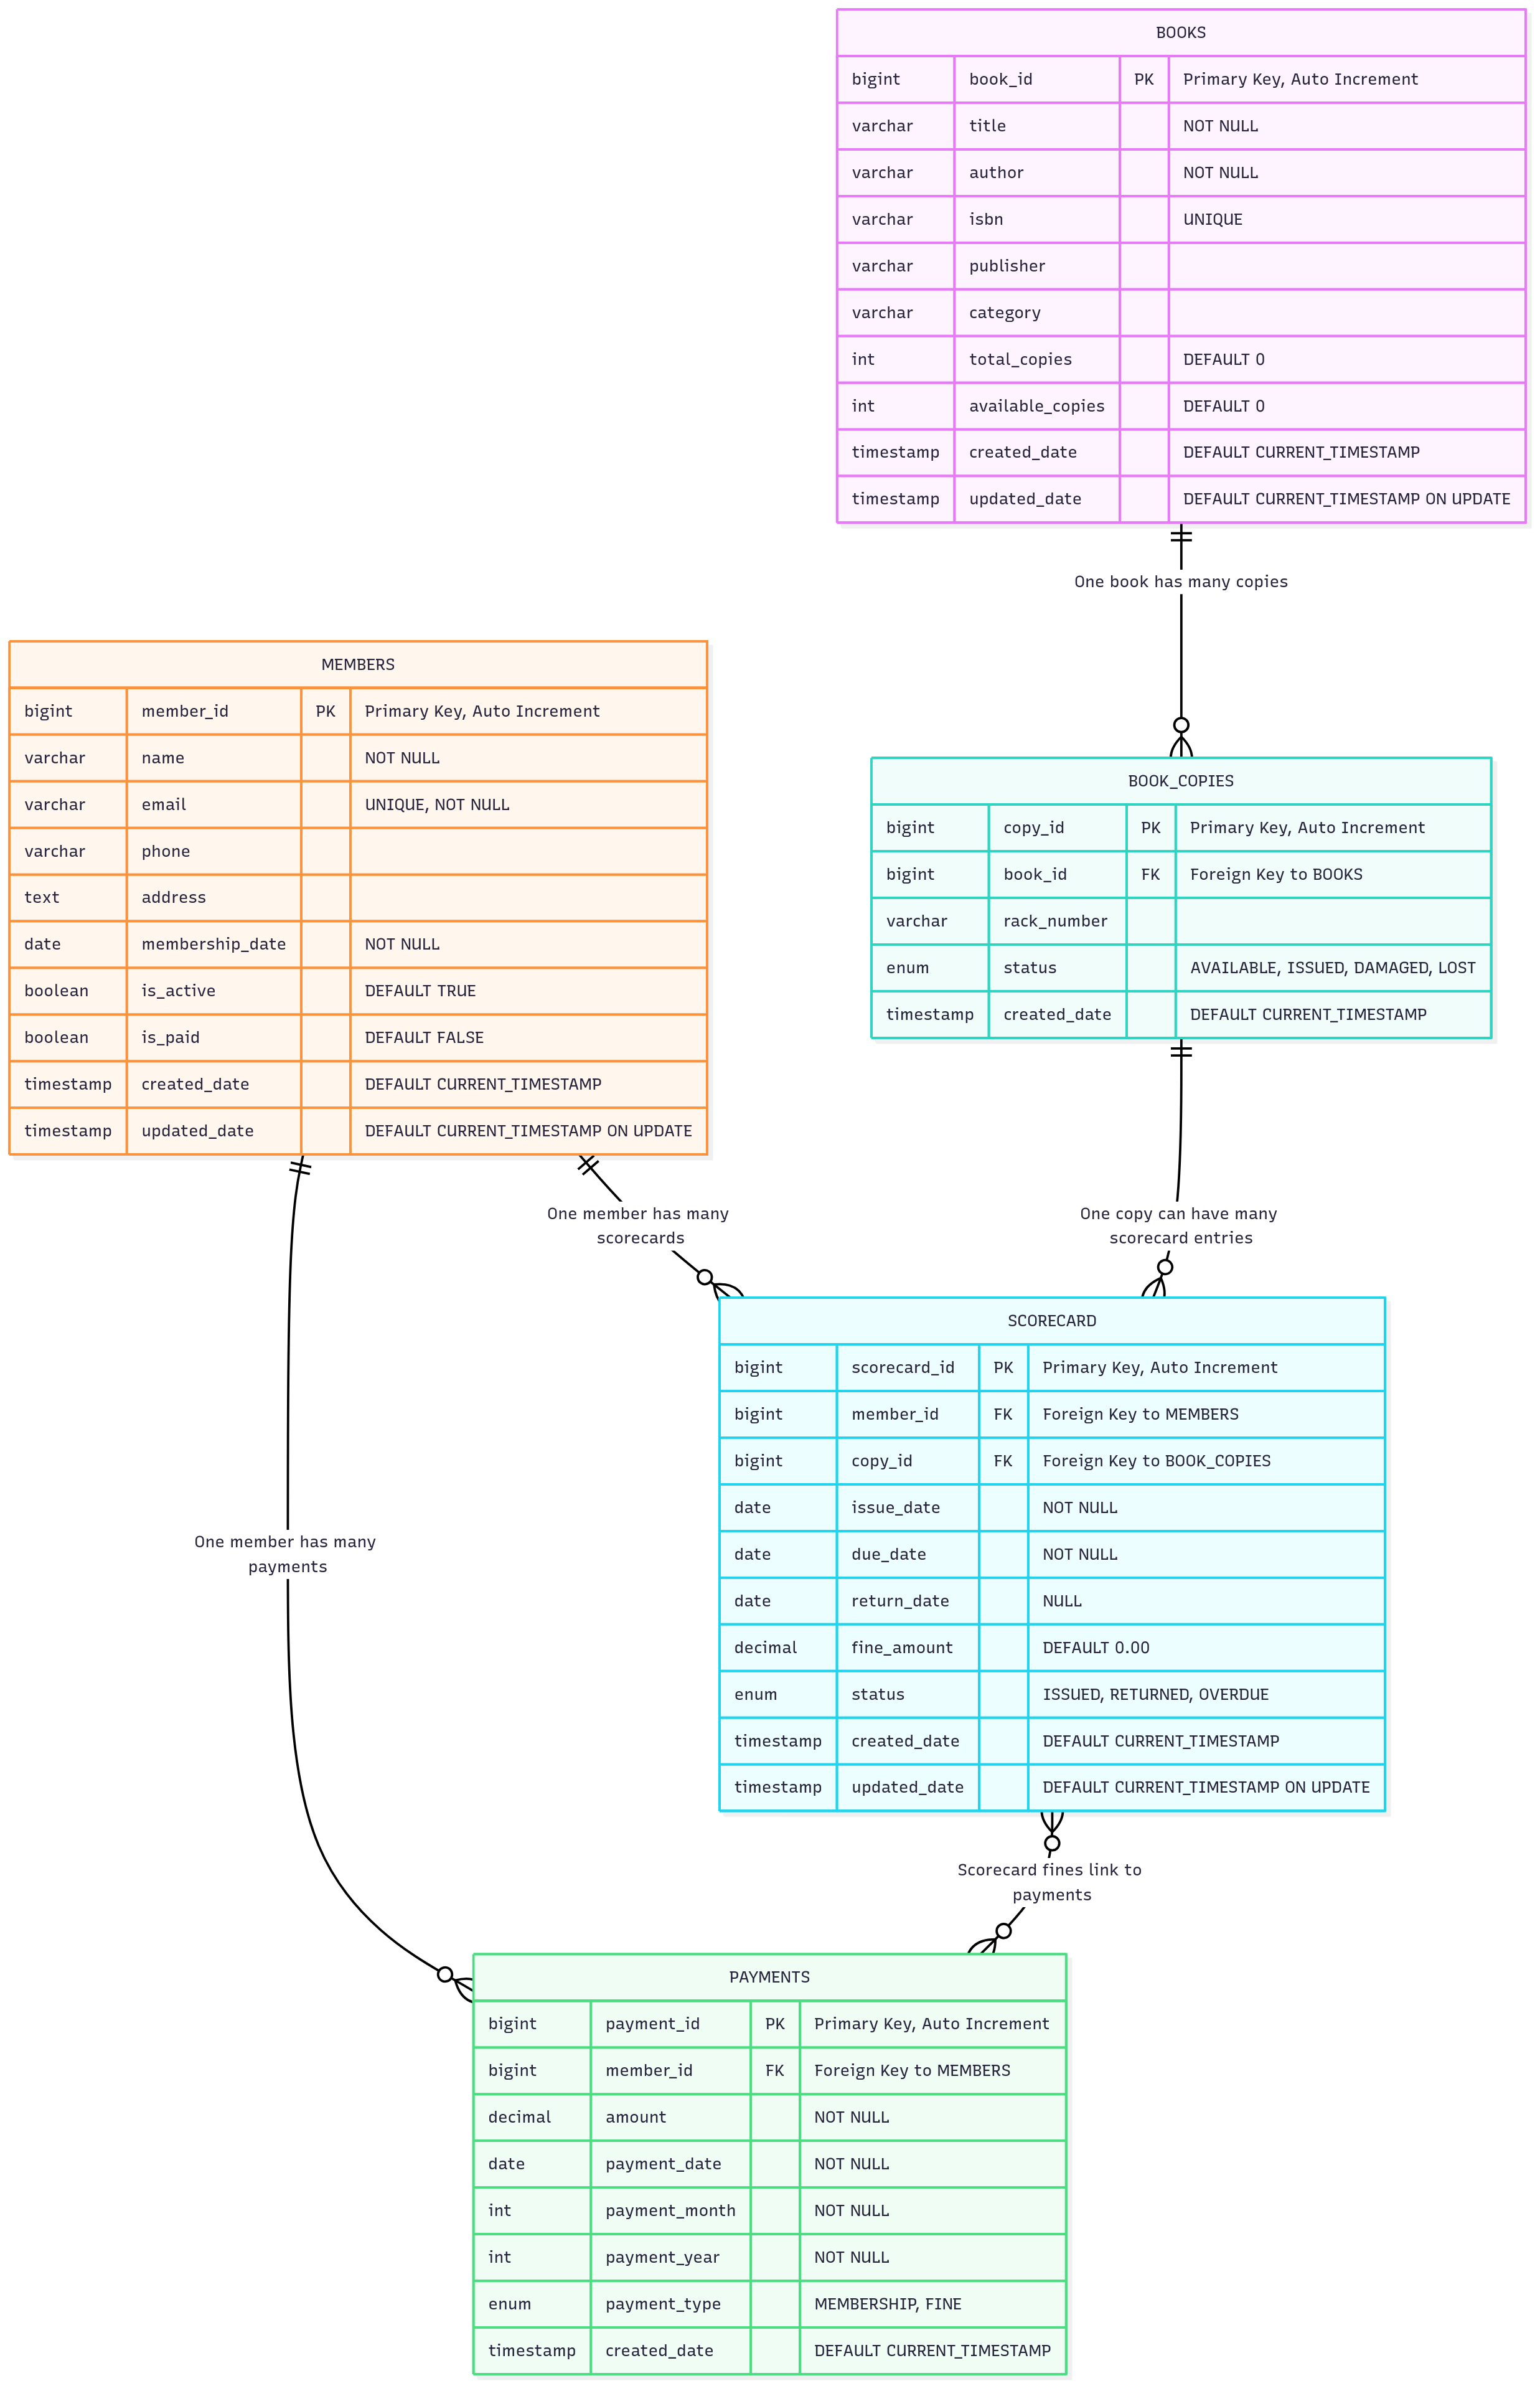 BOOKS
bigint book_id PK Primary Key, Auto Increment
varchar title NOT NULL
varchar author NOT NULL
varchar isbn UNIQUE
varchar publisher
varchar category
int total_copies DEFAULT 0
int available_copies DEFAULT 0
timestamp created_date DEFAULT CURRENT_TIMESTAMP
timestamp updated_date DEFAULT CURRENT_TIMESTAMP ON UPDATE
One book has many copies
MEMBERS
bigint member_id PK Primary Key, Auto Increment
varchar name NOT NULL
varchar email UNIQUE, NOT NULL
varchar phone
text address
date membership_date NOT NULL
boolean is_active DEFAULT TRUE
boolean is_paid DEFAULT FALSE
timestamp created_date DEFAULT CURRENT_TIMESTAMP
timestamp updated_date DEFAULT CURRENT_TIMESTAMP ON UPDATE
BOOK_COPIES
bigint copy_id PK Primary Key, Auto Increment
bigint book_id FK Foreign Key to BOOKS
varchar rack_number
enum status AVAILABLE, ISSUED, DAMAGED, LOST
timestamp created_date DEFAULT CURRENT_TIMESTAMP
One member has many
scorecards
One copy can have many
scorecard entries
SCORECARD
bigint scorecard_id PK Primary Key, Auto Increment
bigint member_id FK Foreign Key to MEMBERS
bigint copy_id FK Foreign Key to BOOK_COPIES
date issue_date NOT NULL
date due_date NOT NULL
date return_date NULL
decimal fine_amount DEFAULT 0.00
enum status ISSUED, RETURNED, OVERDUE
timestamp created_date DEFAULT CURRENT_TIMESTAMP
timestamp updated_date DEFAULT CURRENT_TIMESTAMP ON UPDATE
One member has many
payments
Scorecard fines link to
payments
PAYMENTS
bigint payment_id PK Primary Key, Auto Increment
bigint member_id FK Foreign Key to MEMBERS
decimal amount NOT NULL
date payment_date NOT NULL
int payment_month NOT NULL
int payment_year NOT NULL
enum payment_type MEMBERSHIP, FINE
timestamp created_date DEFAULT CURRENT_TIMESTAMP